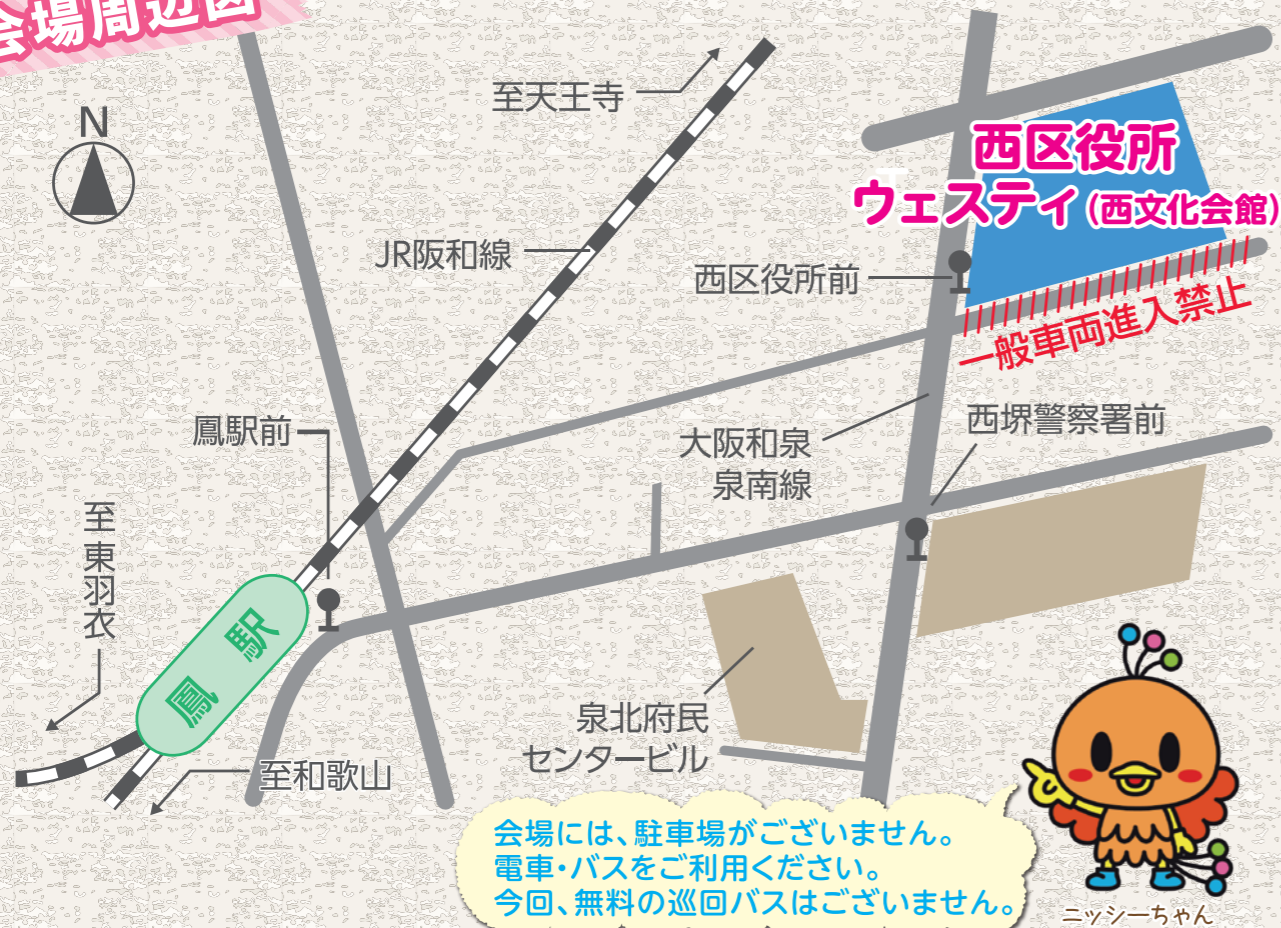 会場周辺図
N
至天王寺
西区役所
ウェスティ(西文化会館)
JR阪和線
西区役所前
一般車両進入禁止
鳳駅前
大阪和泉
泉南線
西堺警察署前
至東羽衣
鳳駅
泉北府民
センタービル
至和歌山
会場には、駐車場がございません。
電車・バスをご利用ください。
今回、無料の巡回バスはございません。
ニッシーちゃん